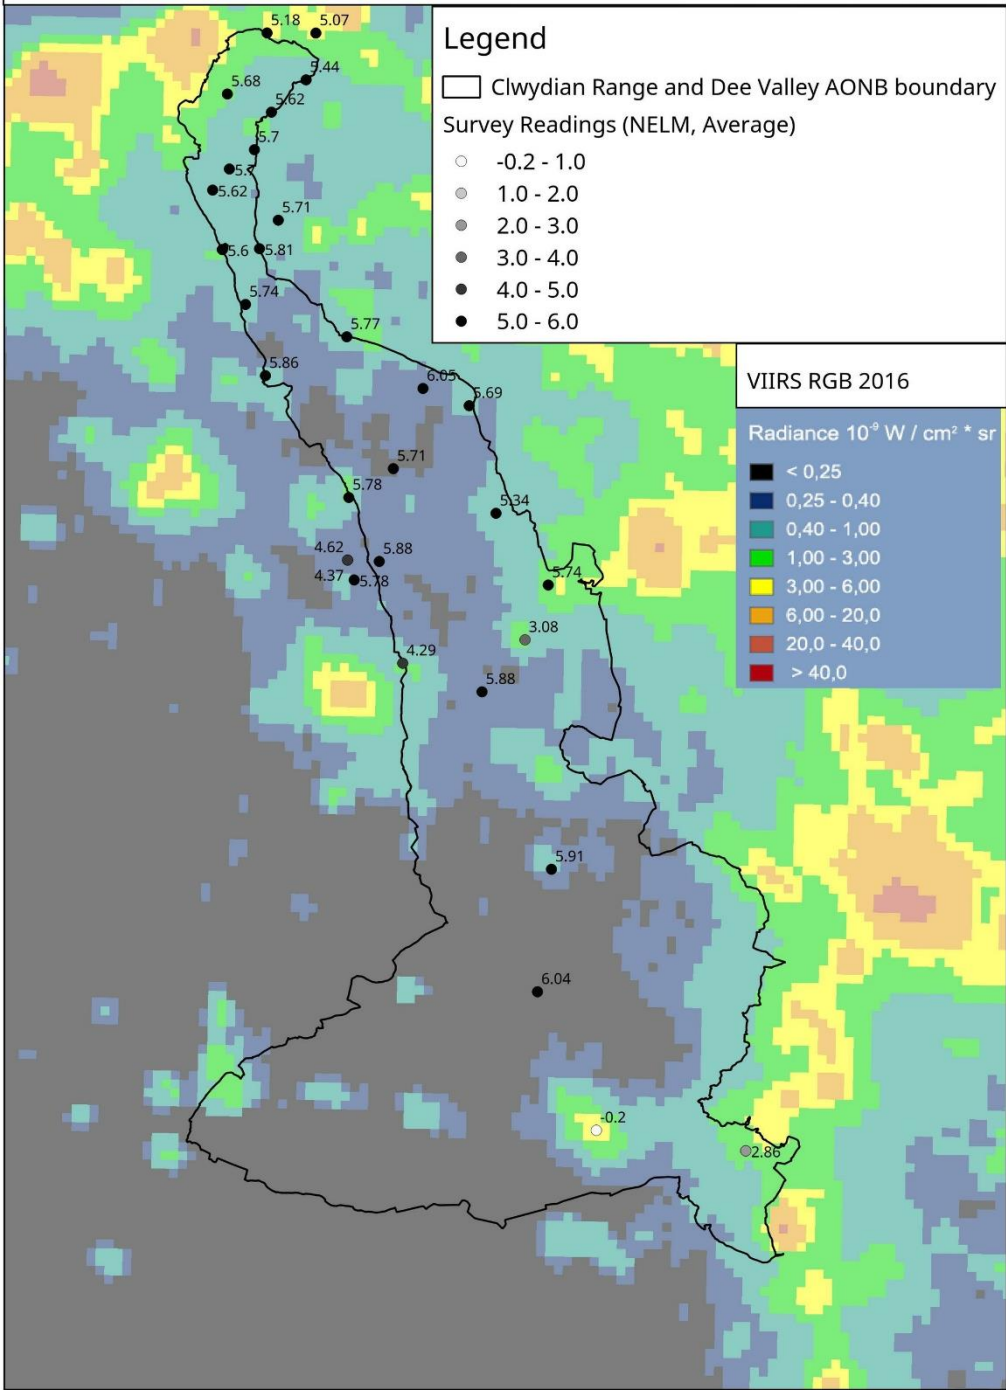 Legend
Clwydian Range and Dee Valley AONB boundary
Survey Readings (NELM, Average)
-0.2 - 1.0
1.0 - 2.0
2.0 - 3.0
3.0 - 4.0
4.0 - 5.0
5.0 - 6.0
VIIRS RGB 2016
Radiance 10⁻⁹ W / cm² * sr
< 0,25
0,25 - 0,40
0,40 - 1,00
1,00 - 3,00
3,00 - 6,00
6,00 - 20,0
20,0 - 40,0
> 40,0
5.18
5.07
5.44
5.68
5.62
5.7
5.62
5.71
5.6
5.81
5.74
5.77
5.86
6.05
5.69
5.71
5.78
5.34
4.62
5.88
4.37
5.78
5.74
3.08
4.29
5.88
5.91
6.04
-0.2
2.86